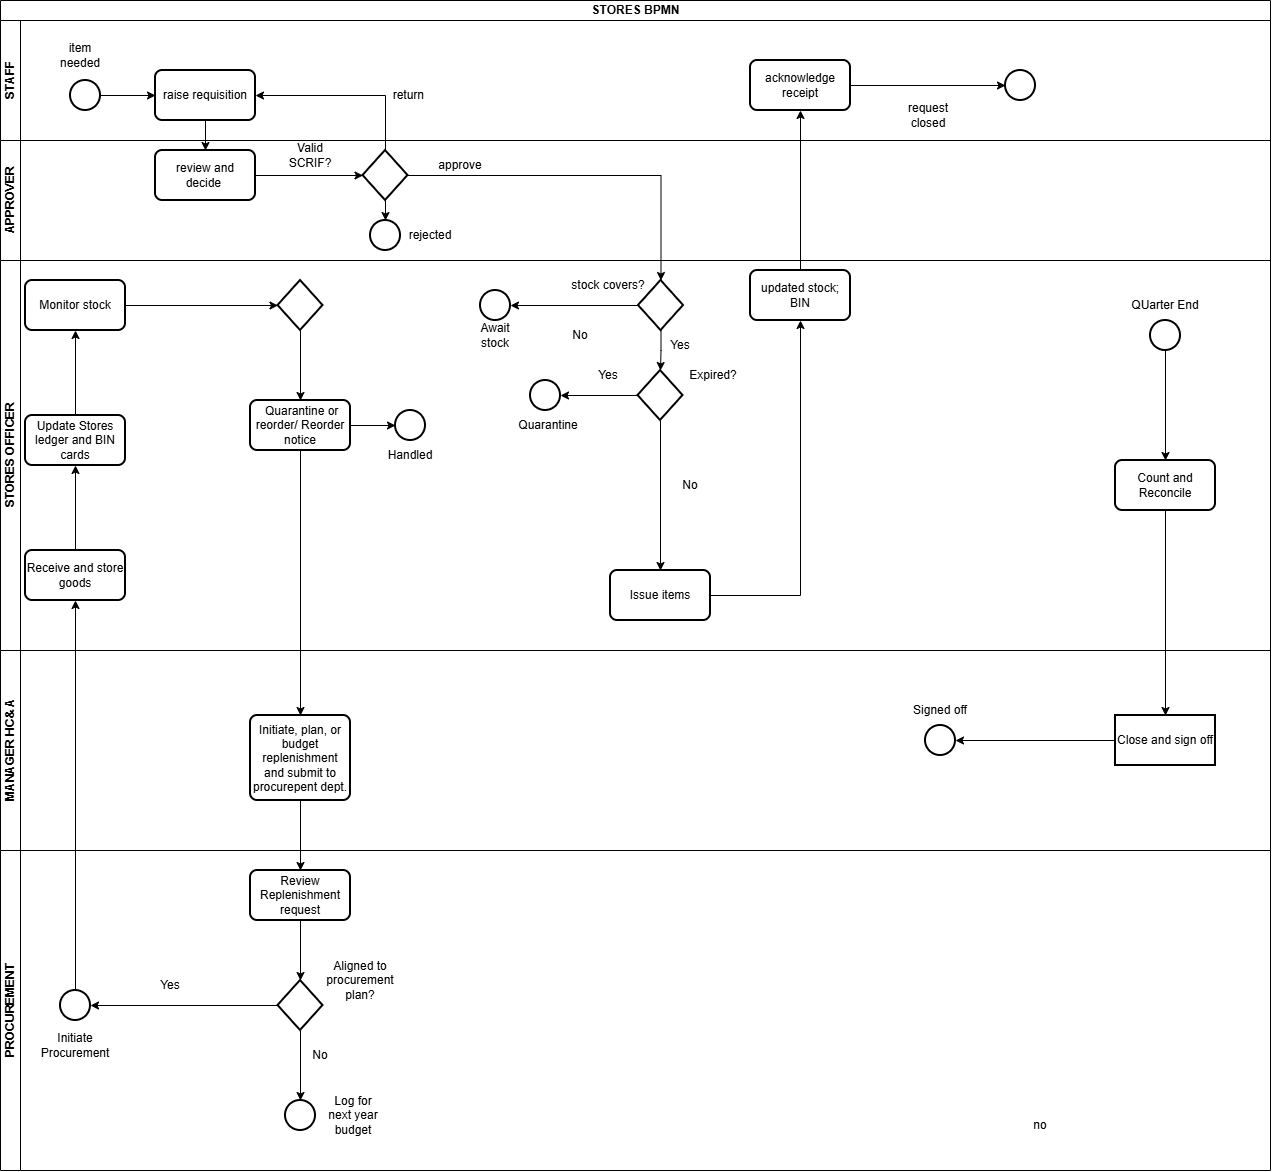 STORES BPMN
STAFF
item
needed
raise requisition
return
acknowledge
receipt
request
closed
APPROVER
review and
decide
Valid
SCRIF?
approve
rejected
STORES OFFICER
Monitor stock
Update Stores
ledger and BIN
cards
Receive and store
goods
Quarantine or
reorder/ Reorder
notice
Handled
stock covers?
Await
stock
No
Yes
Expired?
Yes
Quarantine
No
Issue items
updated stock;
BIN
QUarter End
Count and
Reconcile
MANAGER HC& A
Initiate, plan, or
budget
replenishment
and submit to
procurepent dept.
Signed off
Close and sign off
PROCUREMENT
Review
Replenishment
request
Aligned to
procurement
plan?
Yes
Initiate
Procurement
No
Log for
next year
budget
no